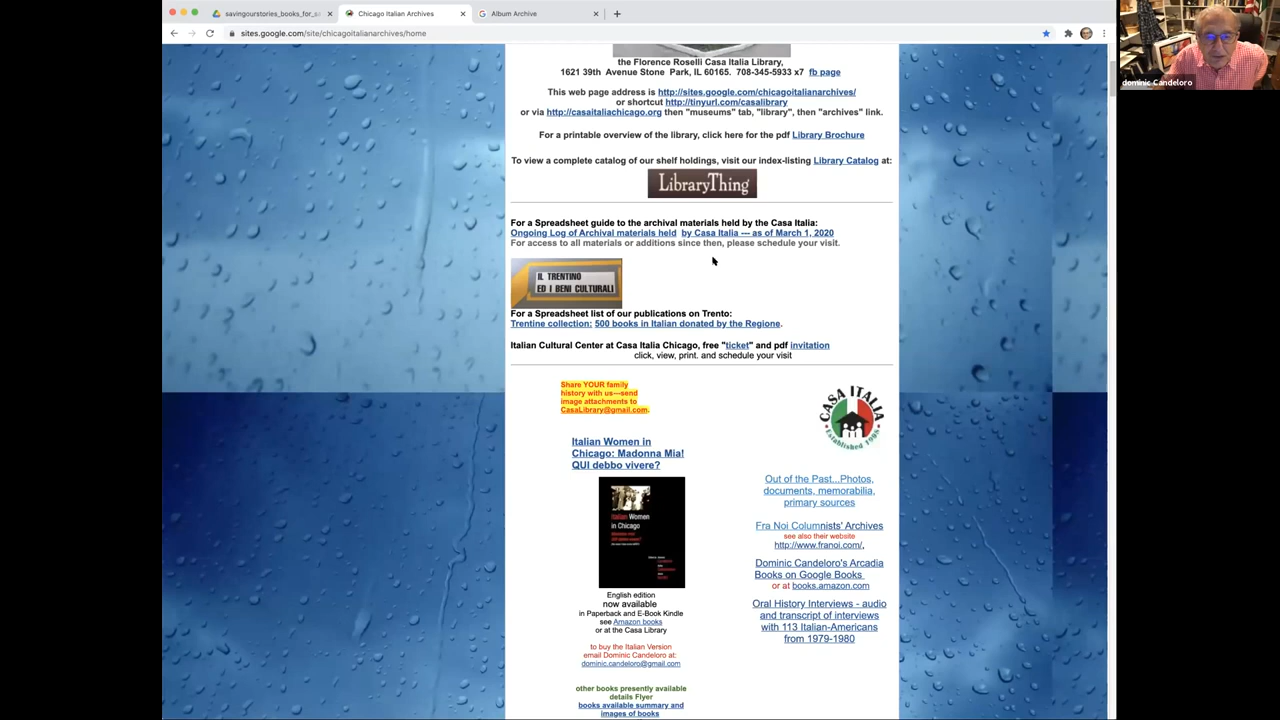 savingourstories_books_for_sa
Chicago Italian Archives
Album Archive
sites.google.com/site/chicagoitalianarchives/home
dominic Candeloro
the Florence Roselli Casa Italia Library,
1621 39th Avenue Stone Park, IL 60165. 708-345-5933 x7 fb page
This web page address is http://sites.google.com/chicagoitalianarchives/
or shortcut http://tinyurl.com/casalibrary
or via http://casaitaliachicago.org then "museums" tab, "library", then "archives" link.
For a printable overview of the library, click here for the pdf Library Brochure
To view a complete catalog of our shelf holdings, visit our index-listing Library Catalog at:
LibraryThing
For a Spreadsheet guide to the archival materials held by the Casa Italia:
Ongoing Log of Archival materials held by Casa Italia --- as of March 1, 2020
For access to all materials or additions since then, please schedule your visit.
IL TRENTINO
ED I BENI CULTURALI
For a Spreadsheet list of our publications on Trento:
Trentine collection: 500 books in Italian donated by the Regione.
Italian Cultural Center at Casa Italia Chicago, free "ticket" and pdf invitation
click, view, print. and schedule your visit
Share YOUR family
history with us---send
image attachments to
CasaLibrary@gmail.com.
Italian Women in
Chicago: Madonna Mia!
QUI debbo vivere?
Italian Women
in Chicago
English edition
now available
in Paperback and E-Book Kindle
see Amazon books
or at the Casa Library
to buy the Italian Version
email Dominic Candeloro at:
dominic.candeloro@gmail.com
other books presently available
details Flyer
books available summary and
images of books
CASA ITALIA
Established 1998
Out of the Past...Photos,
documents, memorabilia,
primary sources
Fra Noi Columnists' Archives
see also their website
http://www.franoi.com/,
Dominic Candeloro's Arcadia
Books on Google Books
or at books.amazon.com
Oral History Interviews - audio
and transcript of interviews
with 113 Italian-Americans
from 1979-1980